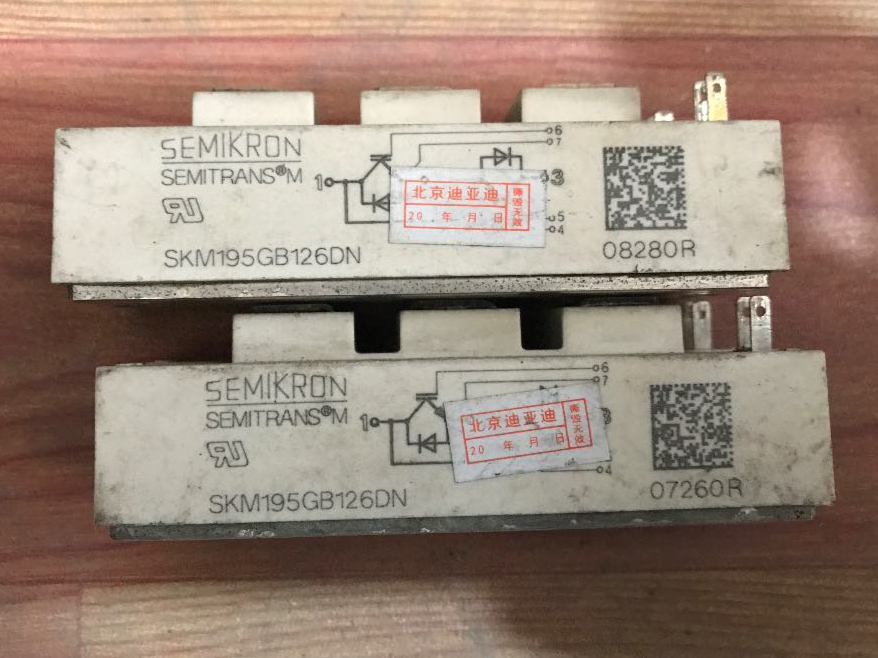 SEMIKRON
SEMITRANS®M
SKM195GB126DN
1
6
7
3
5
4
北京迪亚迪
20 年 月 日
撕毁无效
08280R
SEMIKRON
SEMITRANS®M
SKM195GB126DN
1
6
7
3
4
北京迪亚迪
20 年 月 日
撕毁无效
07260R